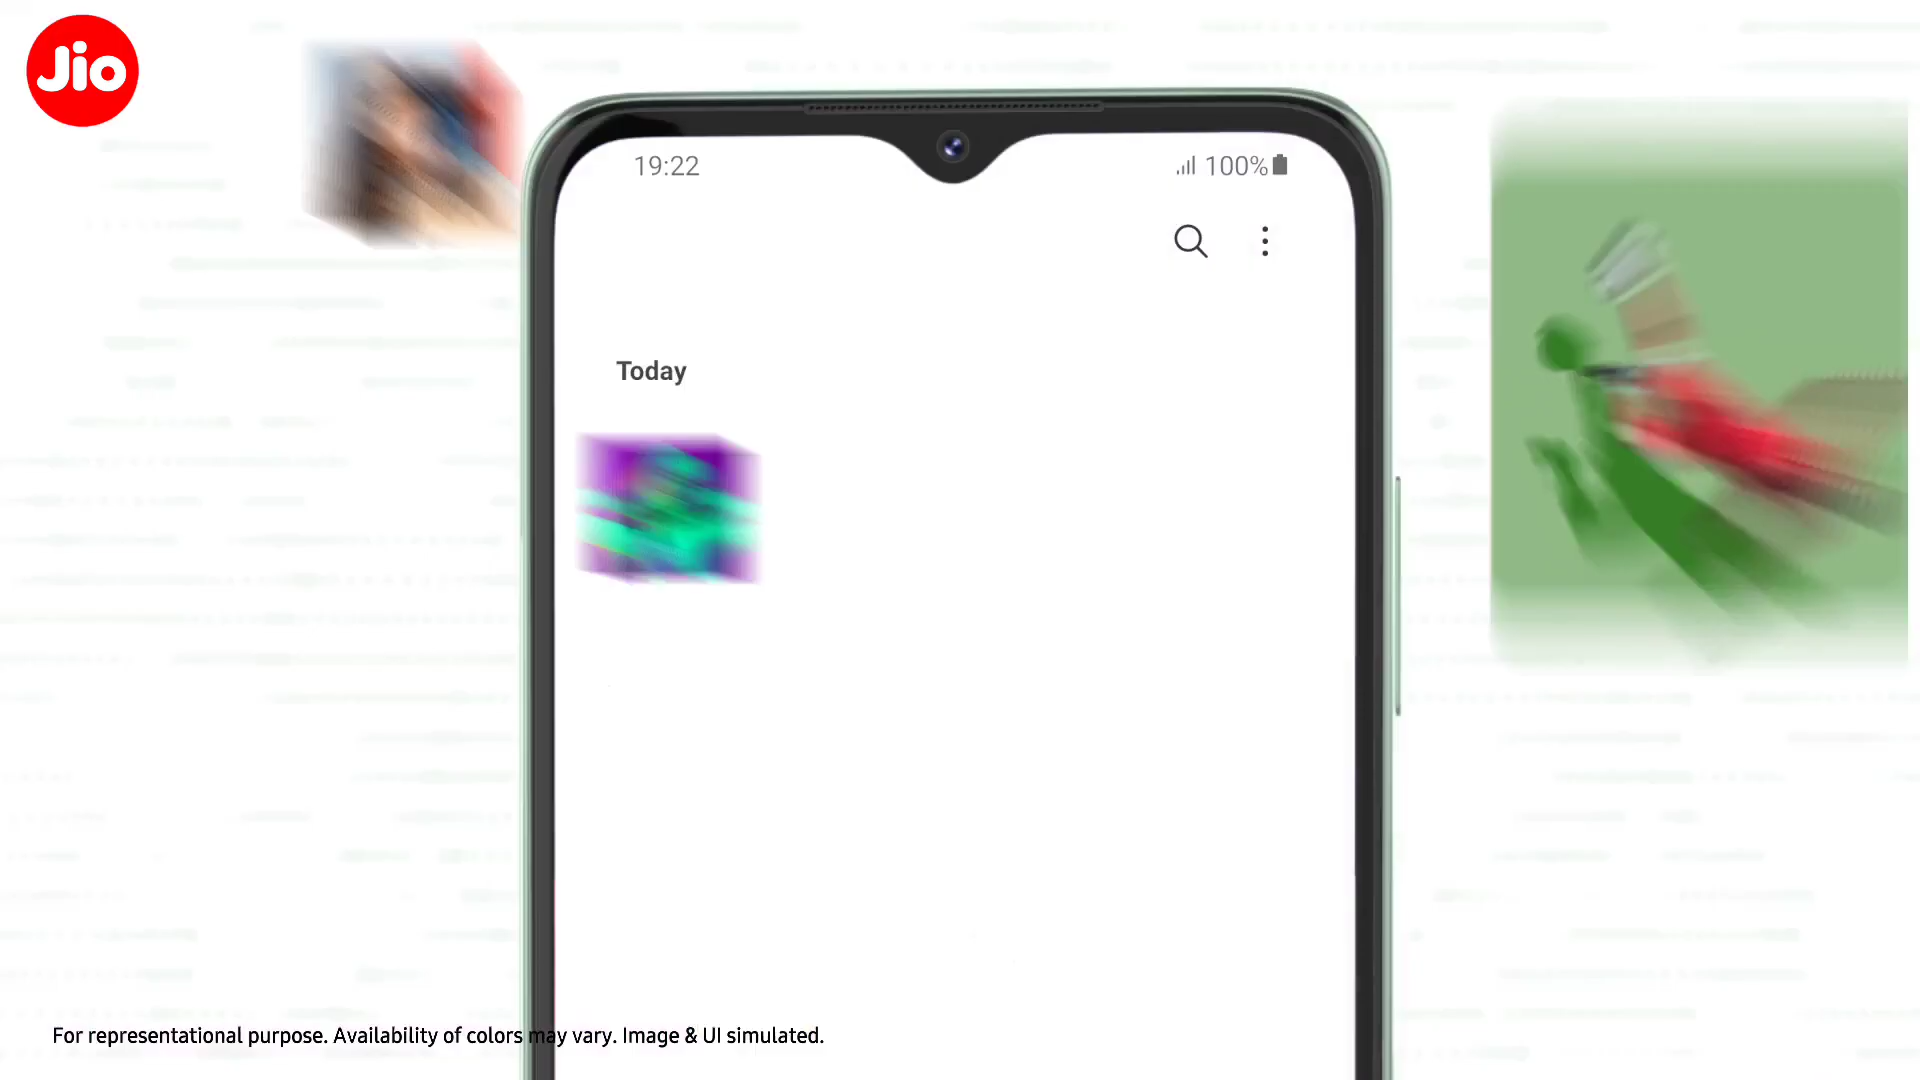 Jio
19:22
100%
Today
For representational purpose. Availability of colors may vary. Image & UI simulated.